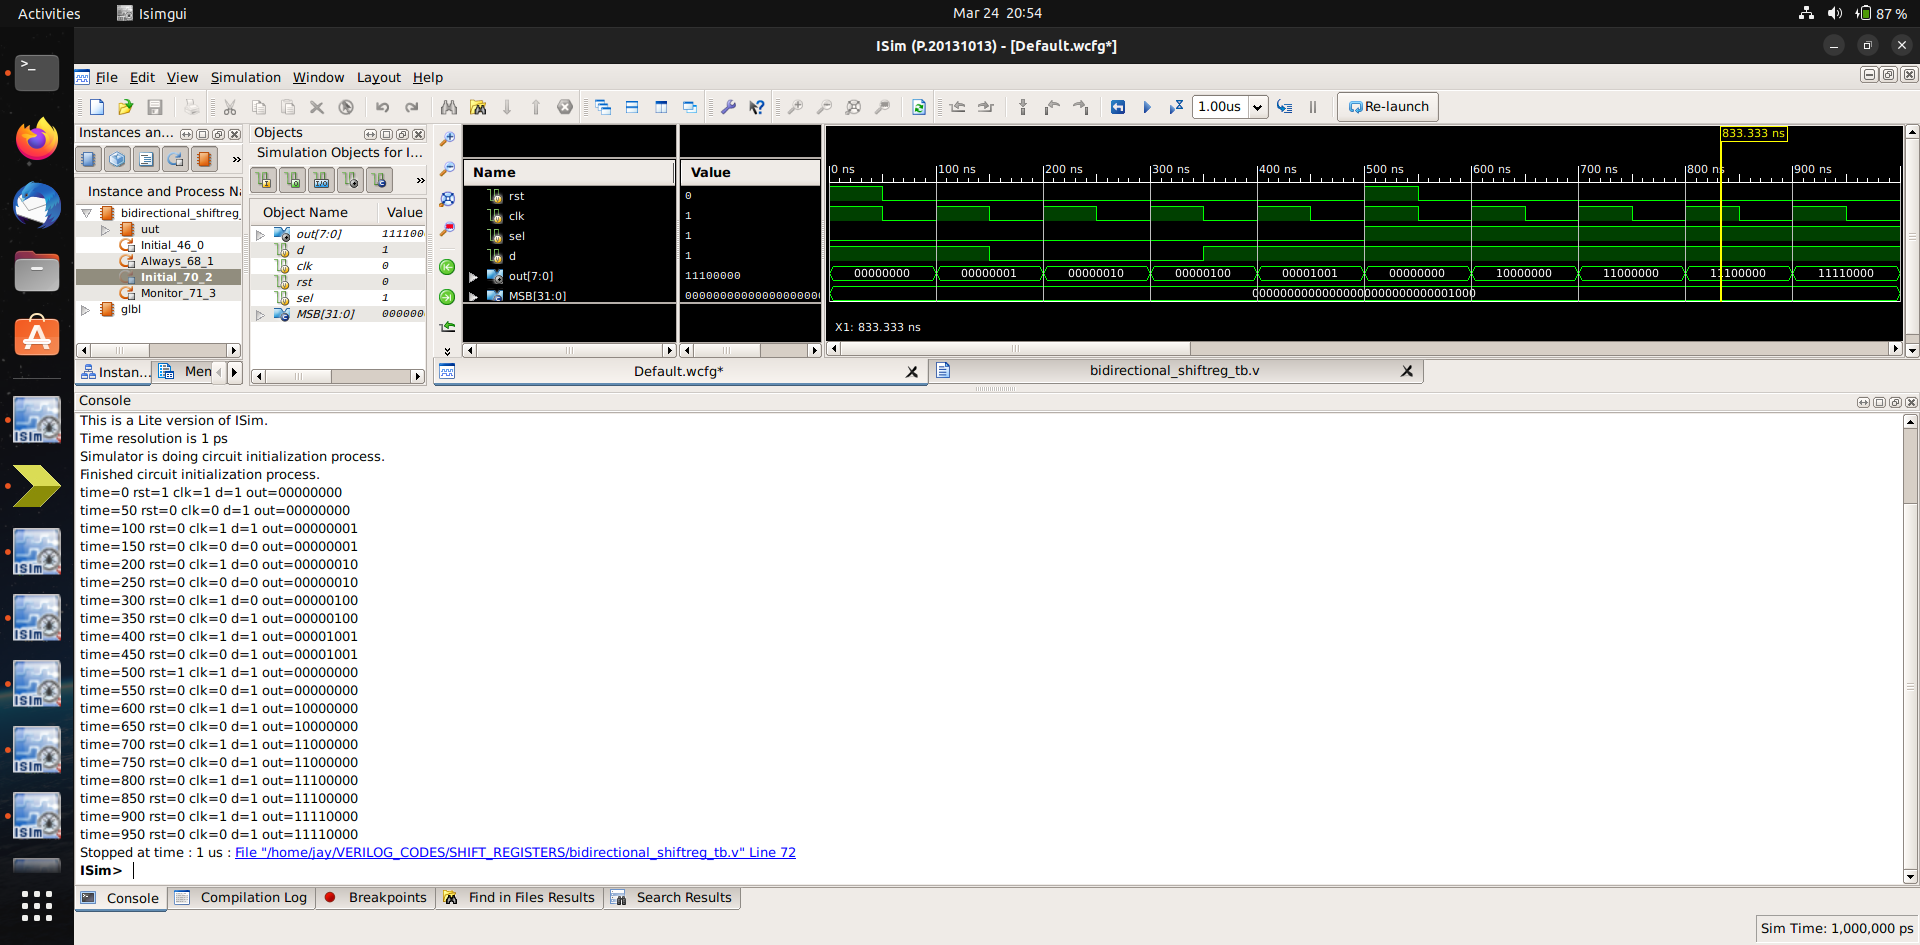 Activities
Isimgui
Mar 24 20:54
87 %
ISim (P.20131013) - [Default.wcfg*]
File Edit View Simulation Window Layout Help
1.00us
Re-launch
Instances an...
Objects
Simulation Objects for I...
Instance and Process Na
bidirectional_shiftreg_
uut
Initial_46_0
Always_68_1
Initial_70_2
Monitor_71_3
glbl
Instan...
Men
Object Name Value
out[7:0] 111100
d 1
clk 0
rst 0
sel 1
MSB[31:0] 000000
Name Value
rst 0
clk 1
sel 1
d 1
out[7:0] 11100000
MSB[31:0]
833.333 ns
0 ns 100 ns 200 ns 300 ns 400 ns 500 ns 600 ns 700 ns 800 ns 900 ns
00000000 00000001 00000010 00000100 00001001 00000000 10000000 11000000 11100000 11110000
00000000000000000000000000001000
X1: 833.333 ns
Default.wcfg*
bidirectional_shiftreg_tb.v
Console
This is a Lite version of ISim.
Time resolution is 1 ps
Simulator is doing circuit initialization process.
Finished circuit initialization process.
time=0 rst=1 clk=1 d=1 out=00000000
time=50 rst=0 clk=0 d=1 out=00000000
time=100 rst=0 clk=1 d=1 out=00000001
time=150 rst=0 clk=0 d=0 out=00000001
time=200 rst=0 clk=1 d=0 out=00000010
time=250 rst=0 clk=0 d=0 out=00000010
time=300 rst=0 clk=1 d=0 out=00000100
time=350 rst=0 clk=0 d=1 out=00000100
time=400 rst=0 clk=1 d=1 out=00001001
time=450 rst=0 clk=0 d=1 out=00001001
time=500 rst=1 clk=1 d=1 out=00000000
time=550 rst=0 clk=0 d=1 out=00000000
time=600 rst=0 clk=1 d=1 out=10000000
time=650 rst=0 clk=0 d=1 out=10000000
time=700 rst=0 clk=1 d=1 out=11000000
time=750 rst=0 clk=0 d=1 out=11000000
time=800 rst=0 clk=1 d=1 out=11100000
time=850 rst=0 clk=0 d=1 out=11100000
time=900 rst=0 clk=1 d=1 out=11110000
time=950 rst=0 clk=0 d=1 out=11110000
Stopped at time : 1 us : File "/home/jay/VERILOG_CODES/SHIFT_REGISTERS/bidirectional_shiftreg_tb.v" Line 72
ISim>
Console
Compilation Log
Breakpoints
Find in Files Results
Search Results
Sim Time: 1,000,000 ps
ISim
ISim
ISim
ISim
ISim
ISim